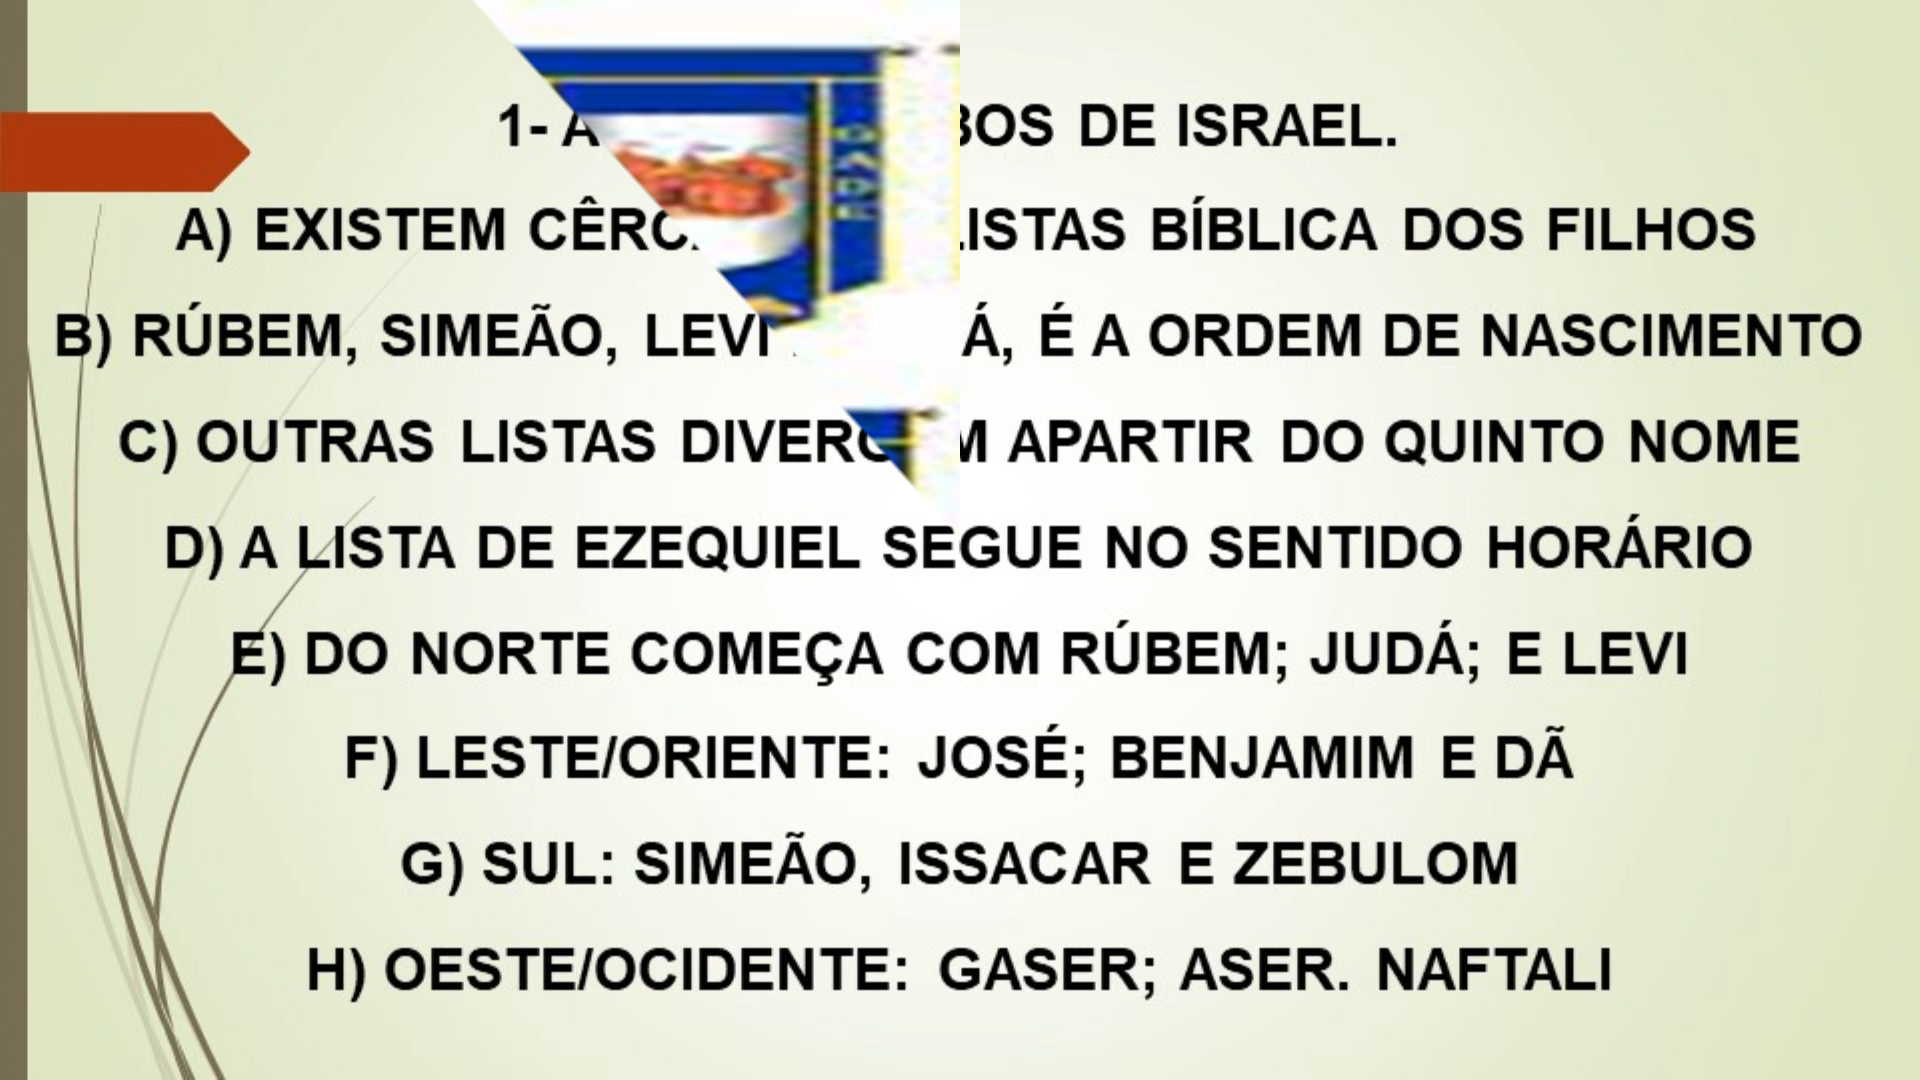 1- A BOS DE ISRAEL.
A) EXISTEM CÊRC LISTAS BÍBLICA DOS FILHOS
B) RÚBEM, SIMEÃO, LEVI Á, É A ORDEM DE NASCIMENTO
C) OUTRAS LISTAS DIVERG M APARTIR DO QUINTO NOME
D) A LISTA DE EZEQUIEL SEGUE NO SENTIDO HORÁRIO
E) DO NORTE COMEÇA COM RÚBEM; JUDÁ; E LEVI
F) LESTE/ORIENTE: JOSÉ; BENJAMIM E DÃ
G) SUL: SIMEÃO, ISSACAR E ZEBULOM
H) OESTE/OCIDENTE: GASER; ASER. NAFTALI